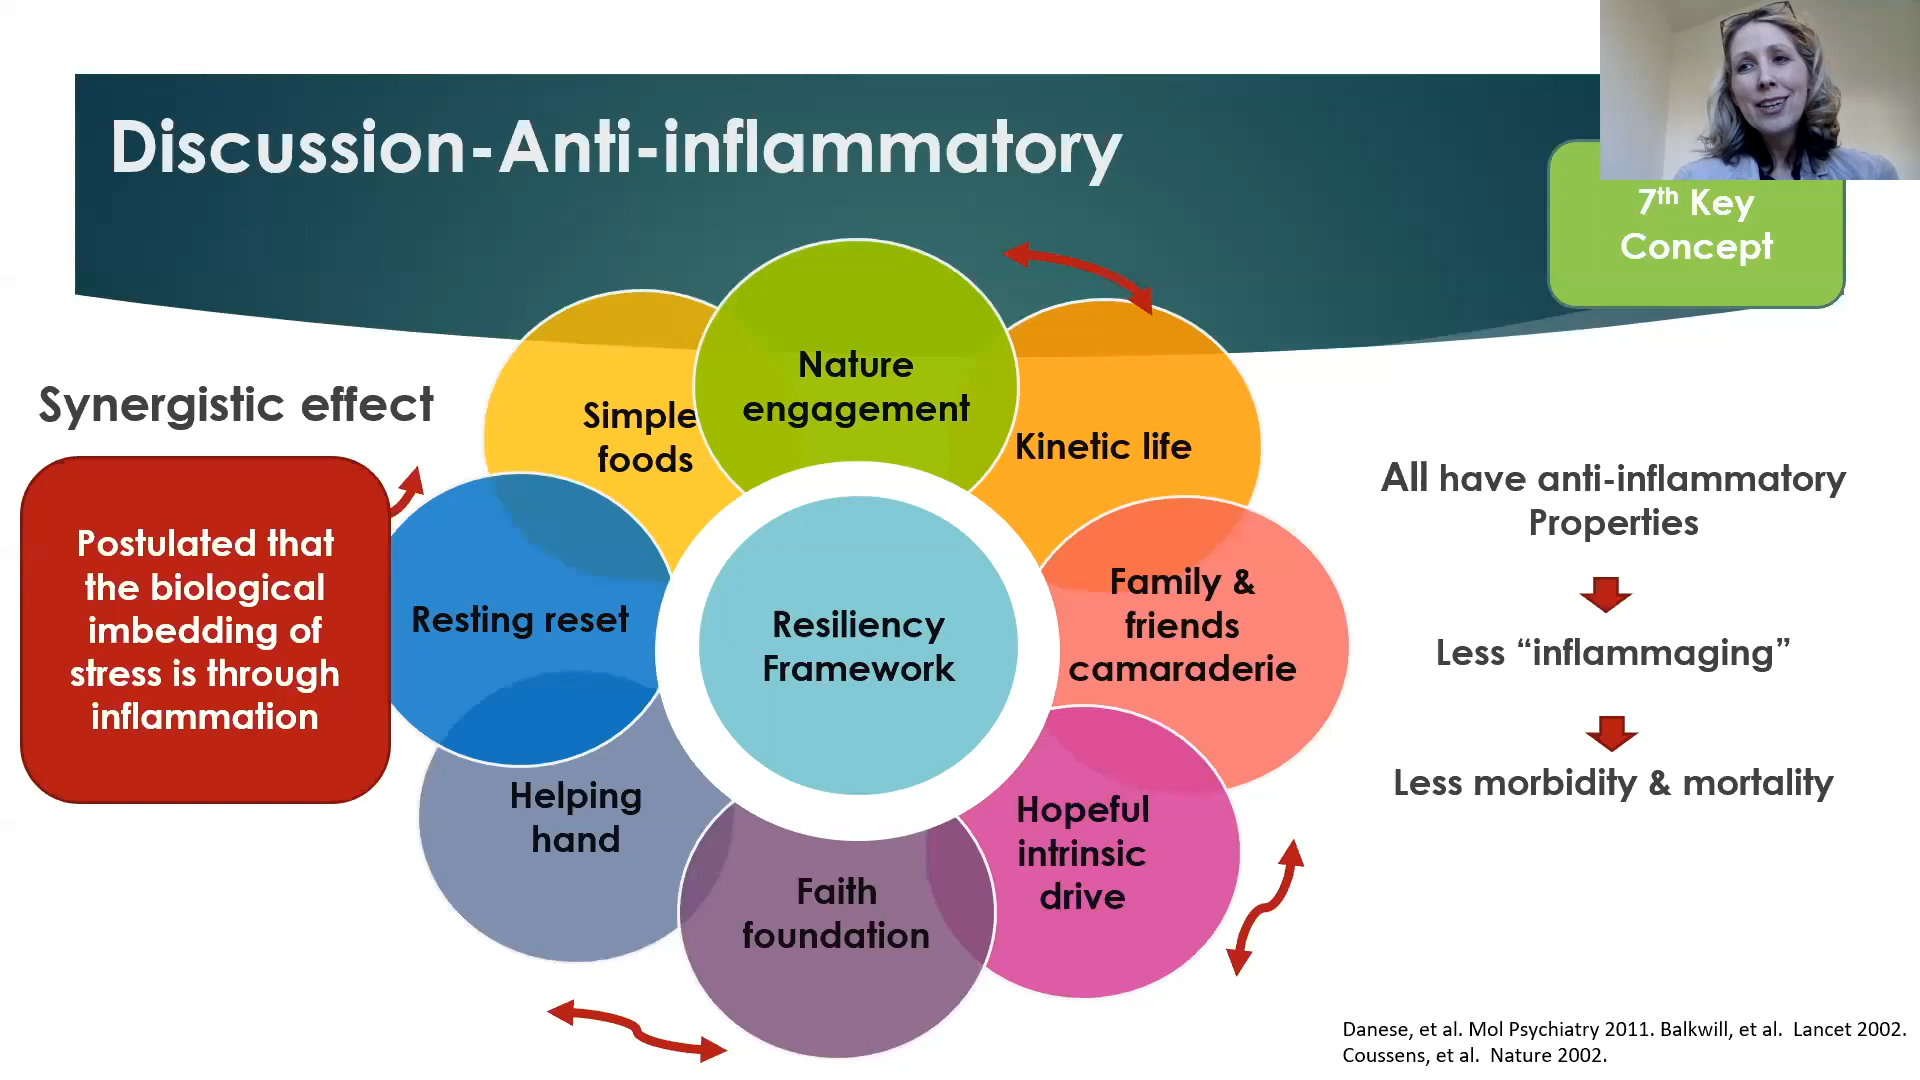 Discussion-Anti-inflammatory
7th Key
Concept
Synergistic effect
Postulated that
the biological
imbedding of
stress is through
inflammation
Nature
engagement
Simple
foods
Kinetic life
Resting reset
Resiliency
Framework
Family &
friends
camaraderie
Helping
hand
Faith
foundation
Hopeful
intrinsic
drive
All have anti-inflammatory
Properties
Less “inflammaging”
Less morbidity & mortality
Danese, et al. Mol Psychiatry 2011. Balkwill, et al.  Lancet 2002.
Coussens, et al.  Nature 2002.